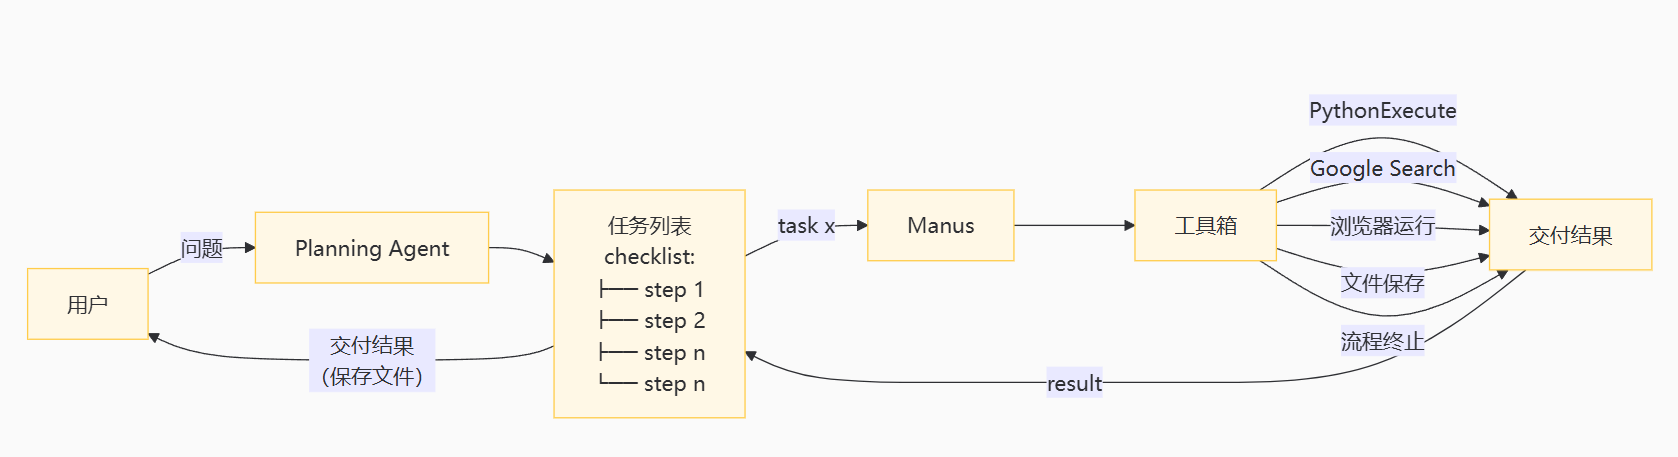 用户
问题
Planning Agent
交付结果
（保存文件）
任务列表
checklist:
├── step 1
├── step 2
├── step n
└── step n
task x
Manus
工具箱
PythonExecute
Google Search
浏览器运行
文件保存
流程终止
交付结果
result